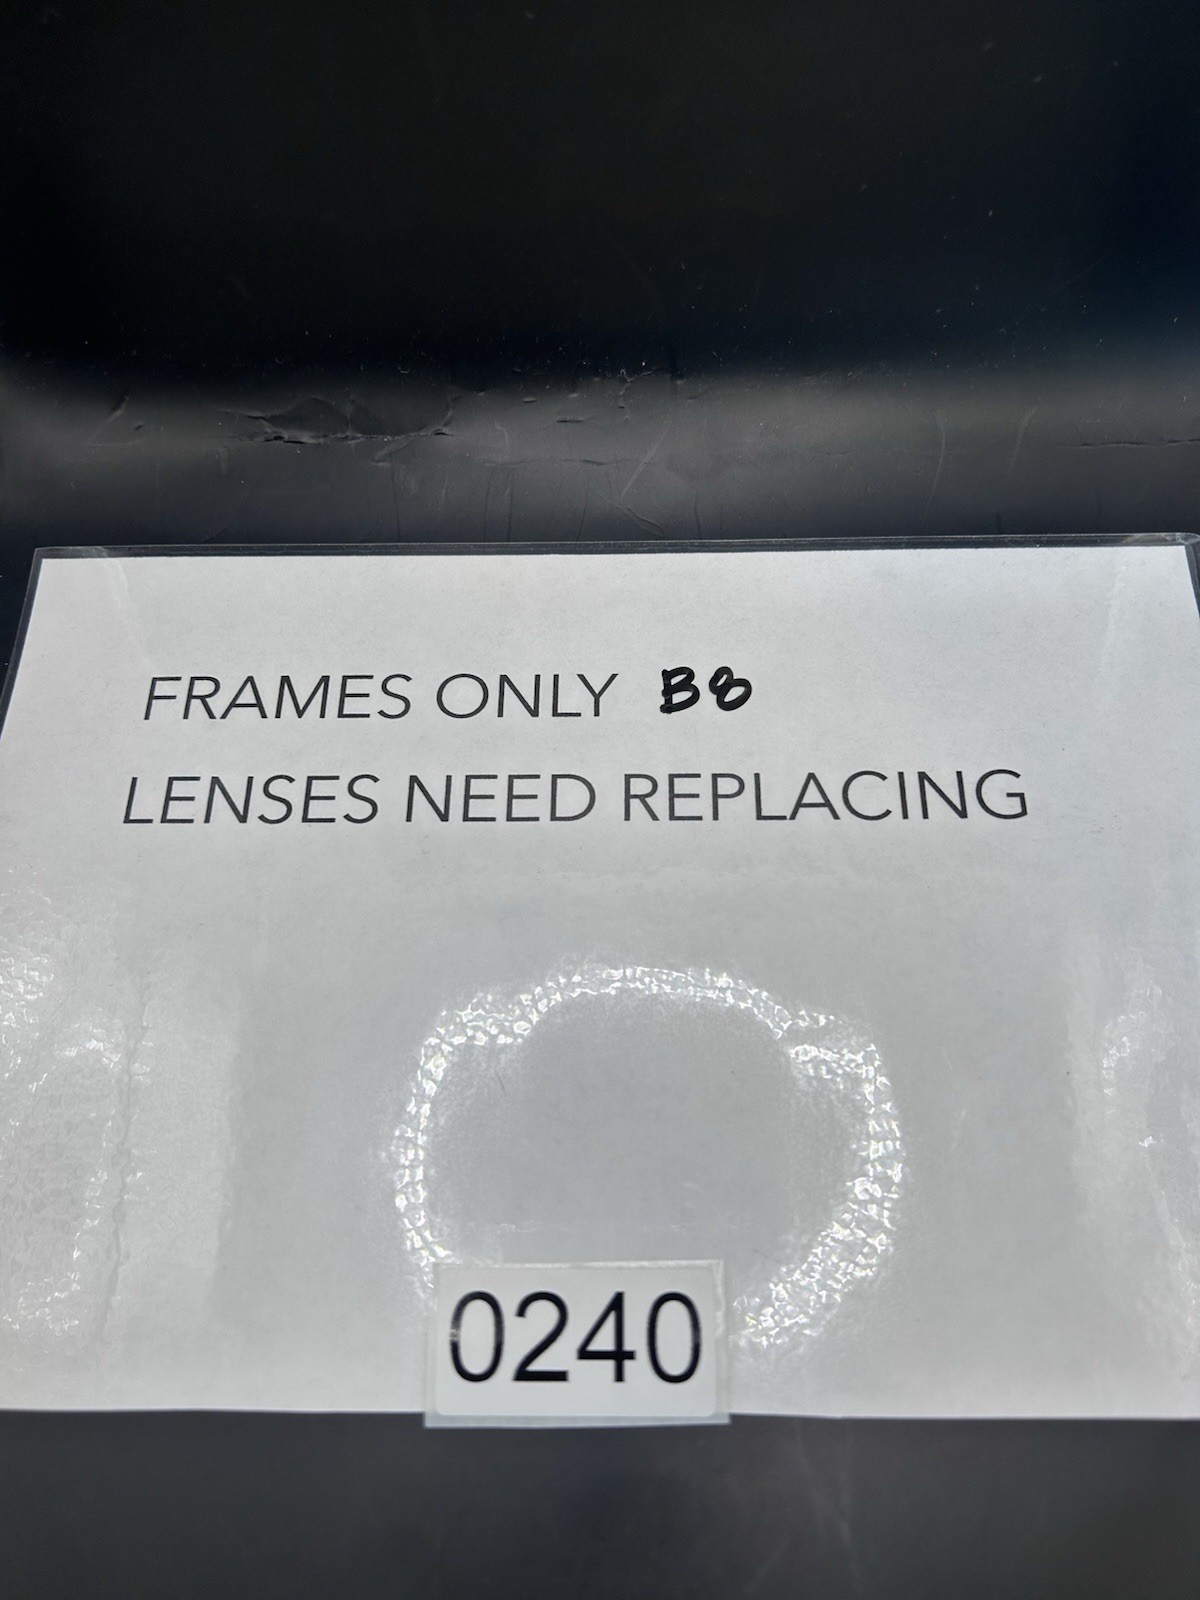 FRAMES ONLY B8
LENSES NEED REPLACING
0240